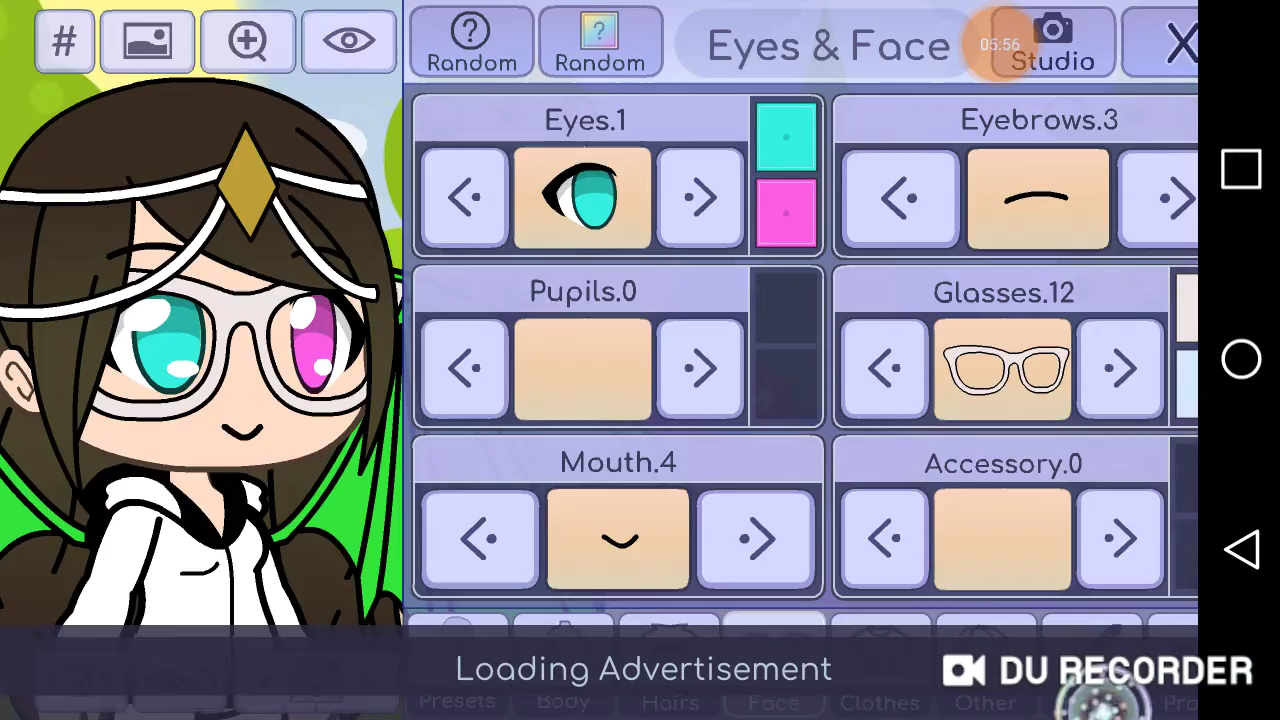 #
? Random
? Random
Eyes & Face
05:56
Studio
X
Eyes.1
Eyebrows.3
Pupils.0
Glasses.12
Mouth.4
Accessory.0
Loading Advertisement
DU RECORDER
Presets
Body
Hairs
Face
Clothes
Other
Pro